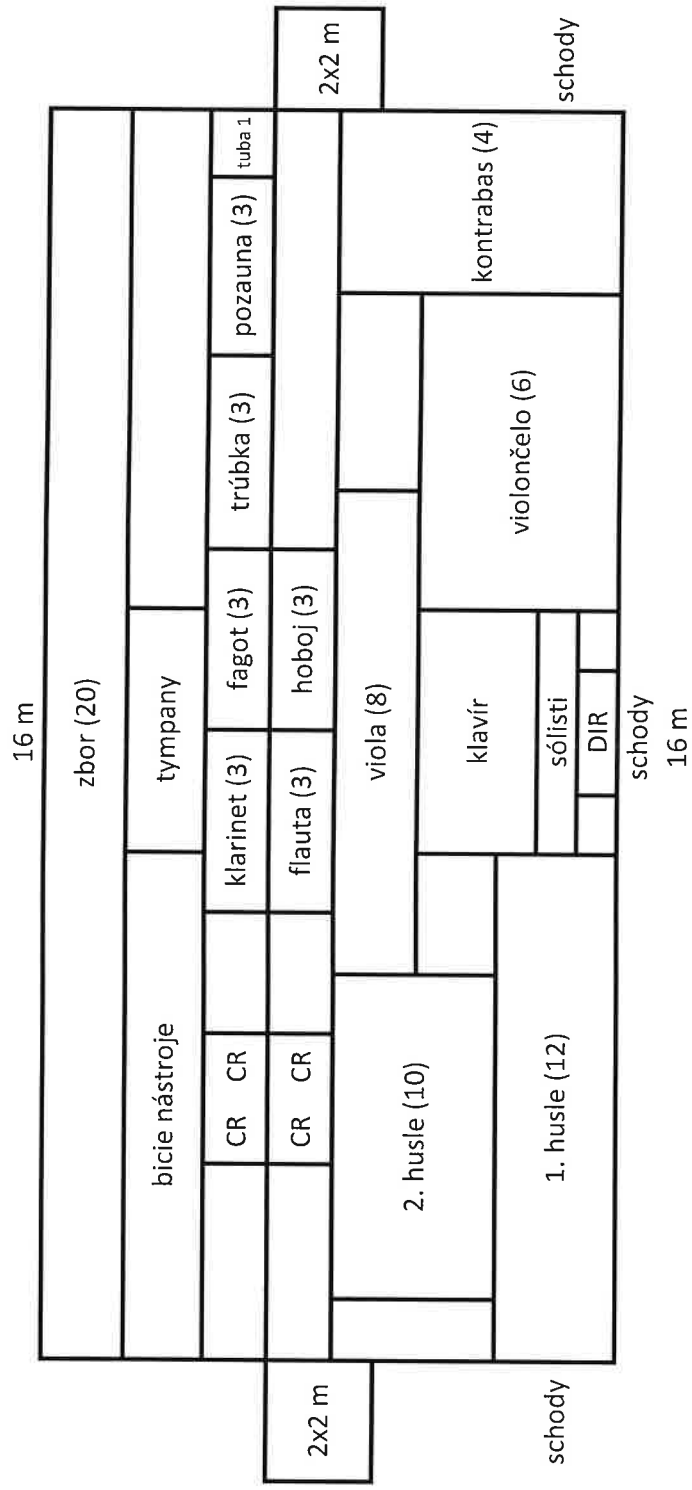 16 m
zbor (20)
bicie nástroje tympany
CR CR klarinet (3) fagot (3) trúbka (3) pozauna (3) tuba 1
2x2 m CR CR flauta (3) hoboj (3) 2x2 m
2. husle (10) viola (8) kontrabas (4)
klavír violončelo (6)
1. husle (12) sólisti
DIR
schody schody schody
16 m